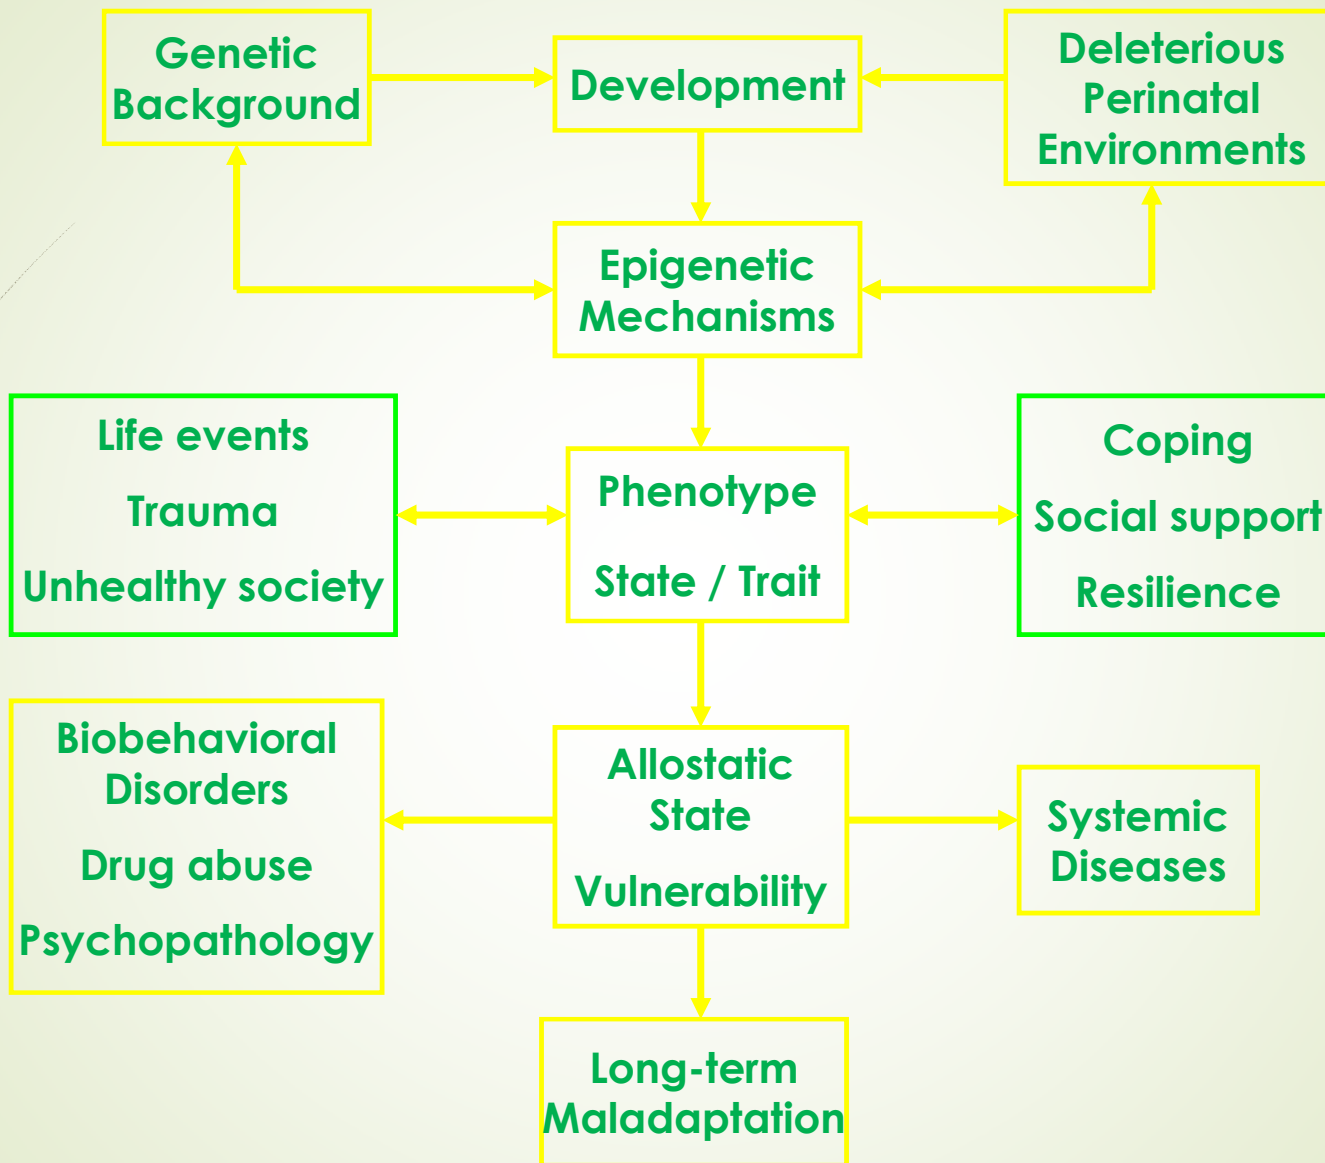 Genetic
Background
Development
Deleterious
Perinatal
Environments
Epigenetic
Mechanisms
Life events
Trauma
Unhealthy society
Phenotype
State / Trait
Coping
Social support
Resilience
Biobehavioral
Disorders
Drug abuse
Psychopathology
Allostatic
State
Vulnerability
Systemic
Diseases
Long-term
Maladaptation